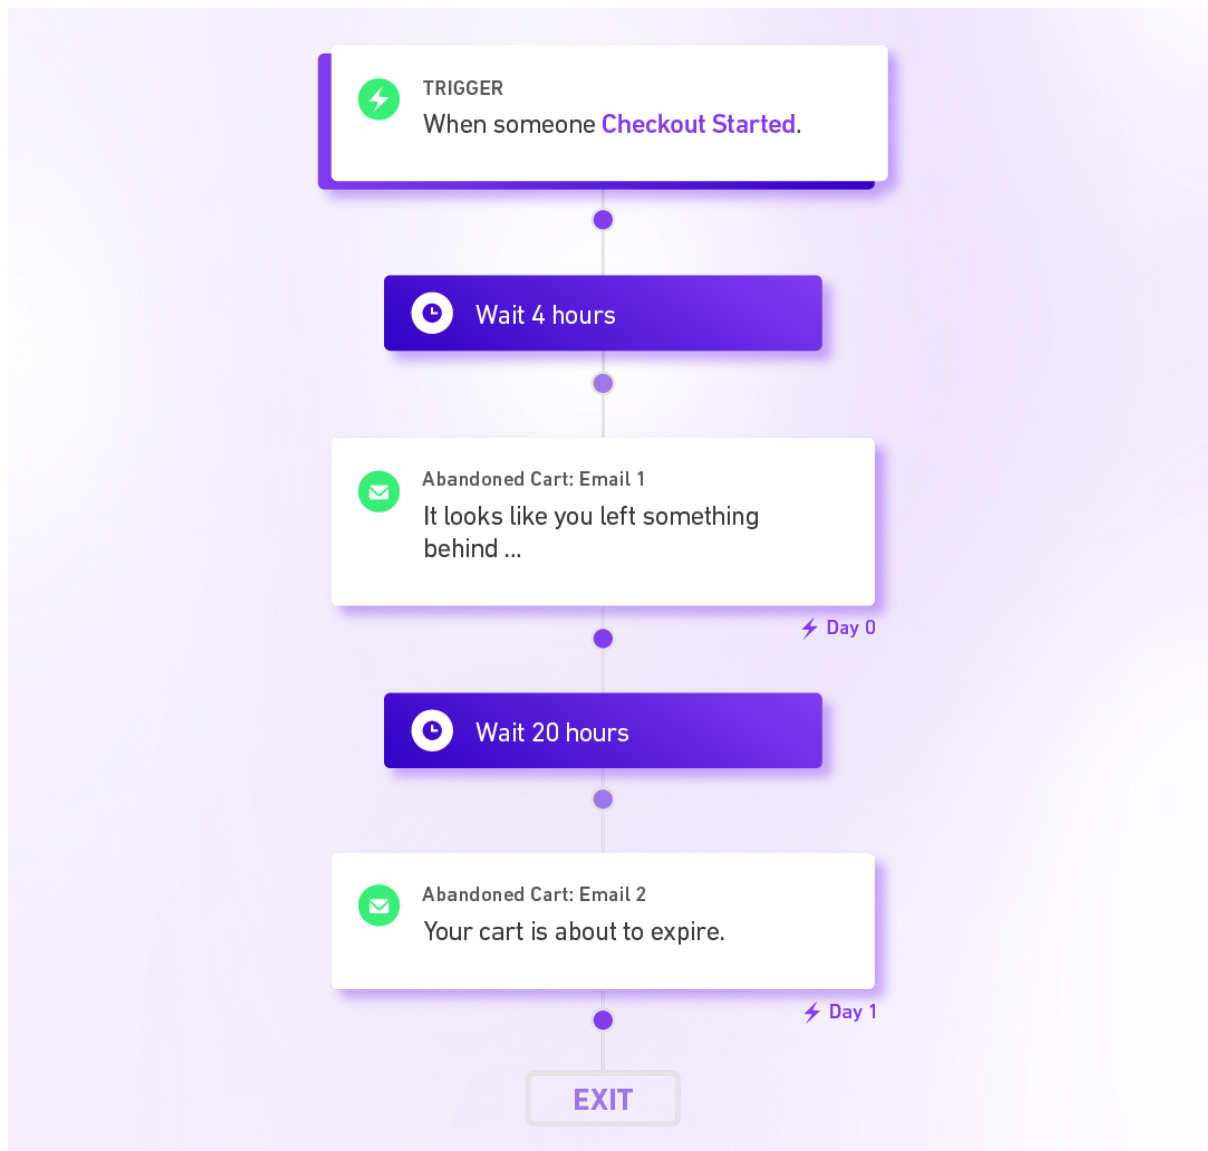 TRIGGER
When someone Checkout Started.
Wait 4 hours
Abandoned Cart: Email 1
It looks like you left something
behind ...
Day 0
Wait 20 hours
Abandoned Cart: Email 2
Your cart is about to expire.
Day 1
EXIT